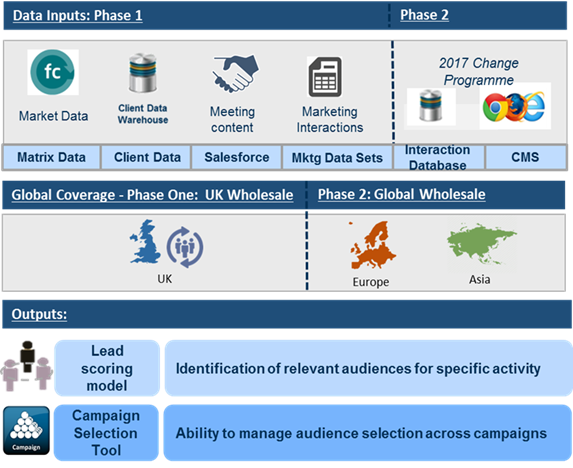 Data Inputs: Phase 1
Phase 2
fc
Market Data
Client Data
Warehouse
Meeting
content
Marketing
Interactions
2017 Change
Programme
Matrix Data
Client Data
Salesforce
Mktg Data Sets
Interaction
Database
CMS
Global Coverage - Phase One:  UK Wholesale
Phase 2: Global Wholesale
UK
Europe
Asia
Outputs:
Lead
scoring
model
Identification of relevant audiences for specific activity
Campaign
Campaign
Selection
Tool
Ability to manage audience selection across campaigns